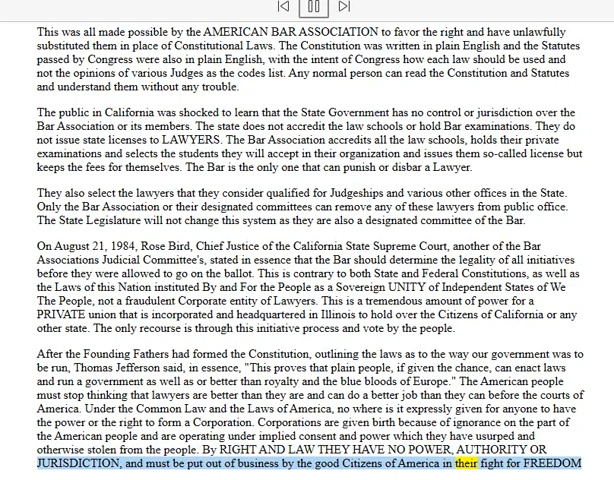 This was all made possible by the AMERICAN BAR ASSOCIATION to favor the right and have unlawfully
substituted them in place of Constitutional Laws. The Constitution was written in plain English and the Statutes
passed by Congress were also in plain English, with the intent of Congress how each law should be used and
not the opinions of various Judges as the codes list. Any normal person can read the Constitution and Statutes
and understand them without any trouble.
The public in California was shocked to learn that the State Government has no control or jurisdiction over the
Bar Association or its members. The state does not accredit the law schools or hold Bar examinations. They do
not issue state licenses to LAWYERS. The Bar Association accredits all the law schools, holds their private
examinations and selects the students they will accept in their organization and issues them so-called license but
keeps the fees for themselves. The Bar is the only one that can punish or disbar a Lawyer.
They also select the lawyers that they consider qualified for Judgeships and various other offices in the State.
Only the Bar Association or their designated committees can remove any of these lawyers from public office.
The State Legislature will not change this system as they are also a designated committee of the Bar.
On August 21, 1984, Rose Bird, Chief Justice of the California State Supreme Court, another of the Bar
Associations Judicial Committee's, stated in essence that the Bar should determine the legality of all initiatives
before they were allowed to go on the ballot. This is contrary to both State and Federal Constitutions, as well as
the Laws of this Nation instituted By and For the People as a Sovereign UNITY of Independent States of We
The People, not a fraudulent Corporate entity of Lawyers. This is a tremendous amount of power for a
PRIVATE union that is incorporated and headquartered in Illinois to hold over the Citizens of California or any
other state. The only recourse is through this initiative process and vote by the people.
After the Founding Fathers had formed the Constitution, outlining the laws as to the way our government was to
be run, Thomas Jefferson said, in essence, "This proves that plain people, if given the chance, can enact laws
and run a government as well as or better than royalty and the blue bloods of Europe." The American people
must stop thinking that lawyers are better than they are and can do a better job than they can before the courts of
America. Under the Common Law and the Laws of America, no where is it expressly given for anyone to have
the power or the right to form a Corporation. Corporations are given birth because of ignorance on the part of
the American people and are operating under implied consent and power which they have usurped and
otherwise stolen from the people. By RIGHT AND LAW THEY HAVE NO POWER, AUTHORITY OR
JURISDICTION, and must be put out of business by the good Citizens of America in their fight for FREEDOM